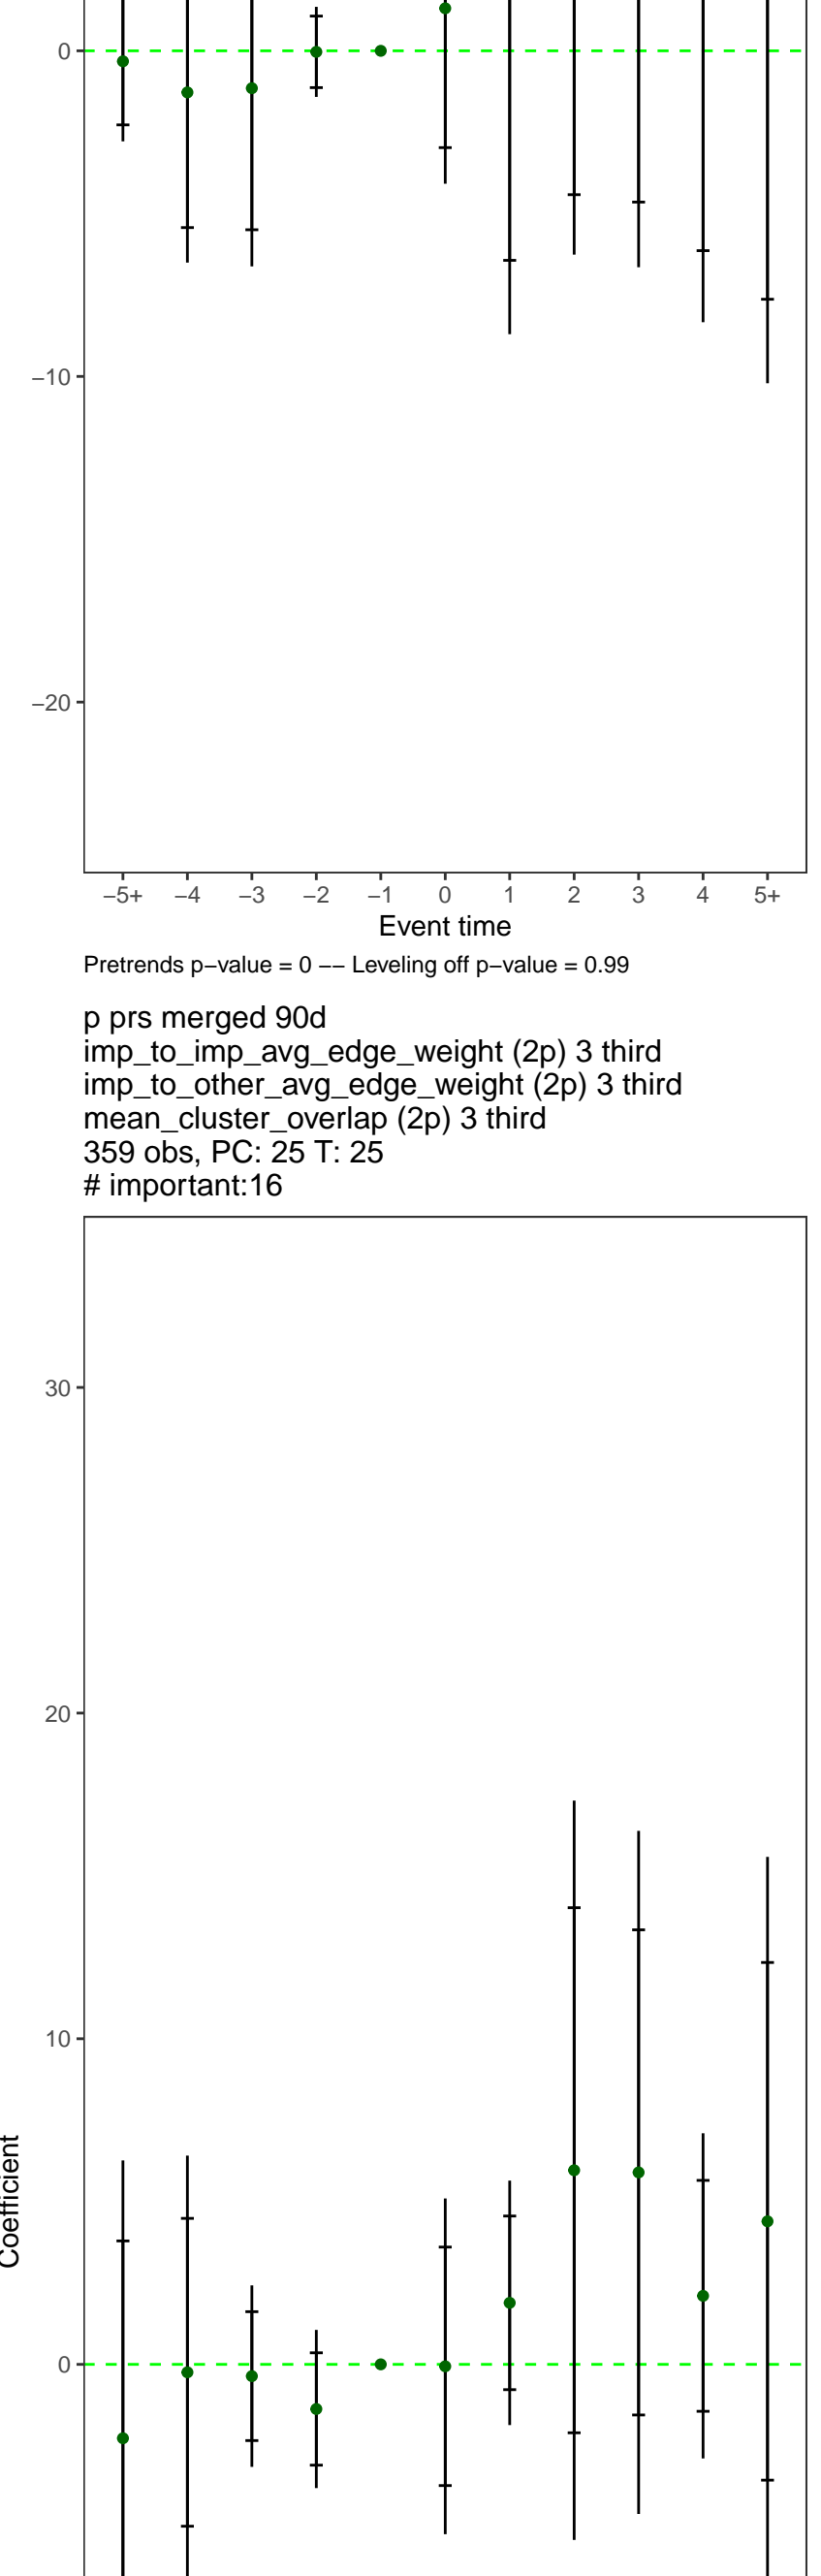 0
−10
−20
−5+ −4 −3 −2 −1 0 1 2 3 4 5+
Event time
Pretrends p−value = 0 −− Leveling off p−value = 0.99
p prs merged 90d
imp_to_imp_avg_edge_weight (2p) 3 third
imp_to_other_avg_edge_weight (2p) 3 third
mean_cluster_overlap (2p) 3 third
359 obs, PC: 25 T: 25
# important:16
30
20
10
0
Coefficient